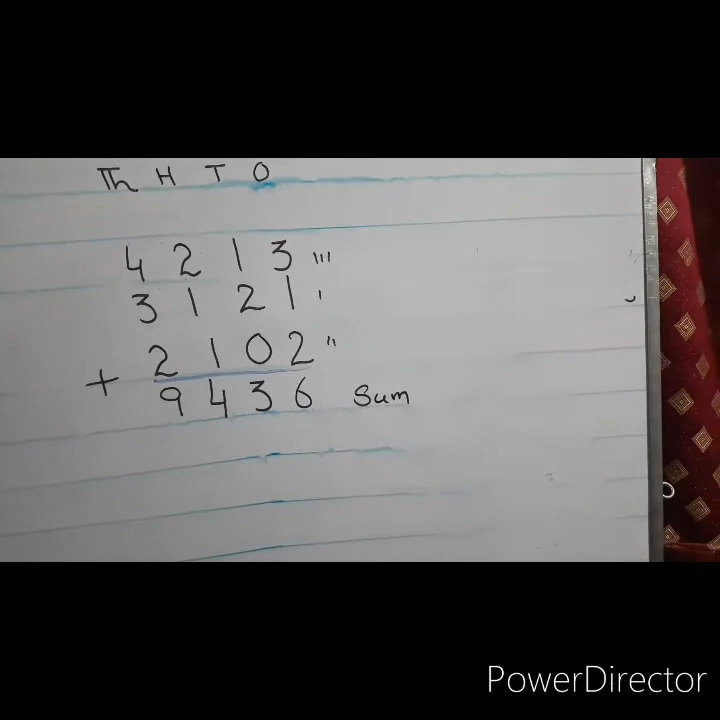 Th H T O
4 2 1 3 '''
3 1 2 1 '
2 1 0 2 ''
+
9 4 3 6 Sum
PowerDirector